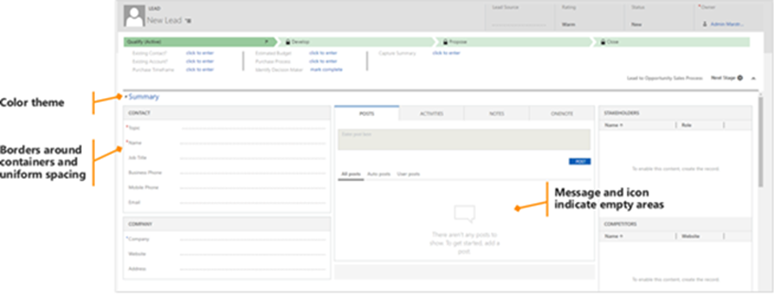 LEAD
New Lead
Lead Source
Rating
Warm
Status
New
*Owner
Qualify (Active)
Develop
Propose
Close
Existing Contact? click to enter
Existing Account? click to enter
Purchase Timeframe click to enter
Estimated Budget click to enter
Purchase Process click to enter
Identify Decision Maker mark complete
Capture Summary click to enter
Lead to Opportunity Sales Process Next Stage
Color theme
Summary
Borders around
containers and
uniform spacing
CONTACT
*Topic
*Name
Job Title
Business Phone
Mobile Phone
Email
COMPANY
*Company
Website
Address
POSTS ACTIVITIES NOTES ONENOTE
Enter post here
POST
All posts Auto posts User posts
There aren't any posts to
show. To get started, add a
post.
Message and icon
indicate empty areas
STAKEHOLDERS
Name Role
To enable this content, create the record.
COMPETITORS
Name Website
To enable this content, create the record.